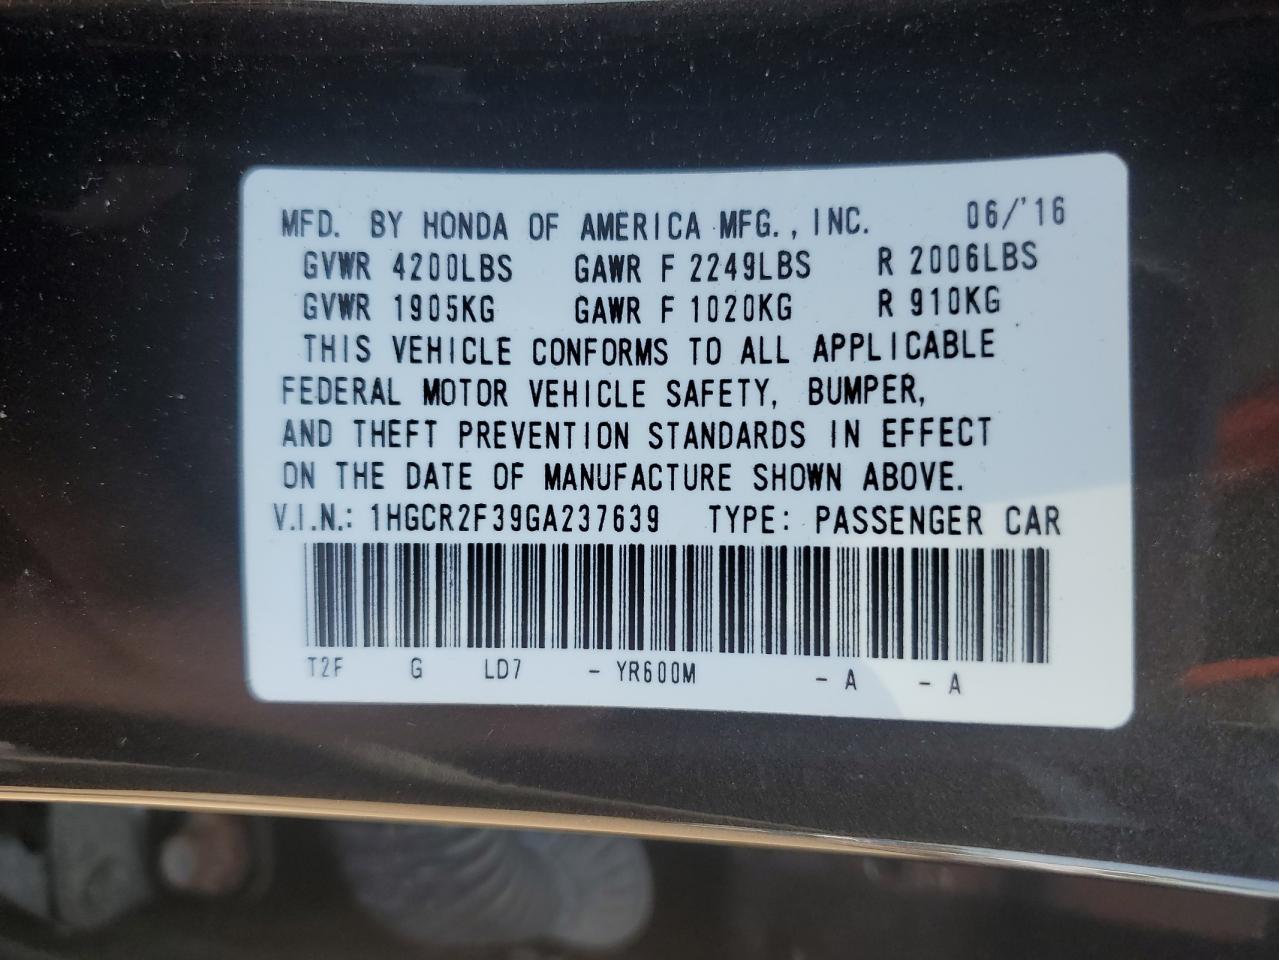 MFD. BY HONDA OF AMERICA MFG., INC. 06/'16
GVWR 4200LBS GAWR F 2249LBS R 2006LBS
GVWR 1905KG GAWR F 1020KG R 910KG
THIS VEHICLE CONFORMS TO ALL APPLICABLE
FEDERAL MOTOR VEHICLE SAFETY, BUMPER,
AND THEFT PREVENTION STANDARDS IN EFFECT
ON THE DATE OF MANUFACTURE SHOWN ABOVE.
V.I.N.: 1HGCR2F39GA237639 TYPE: PASSENGER CAR
T2F G LD7 - YR600M - A - A